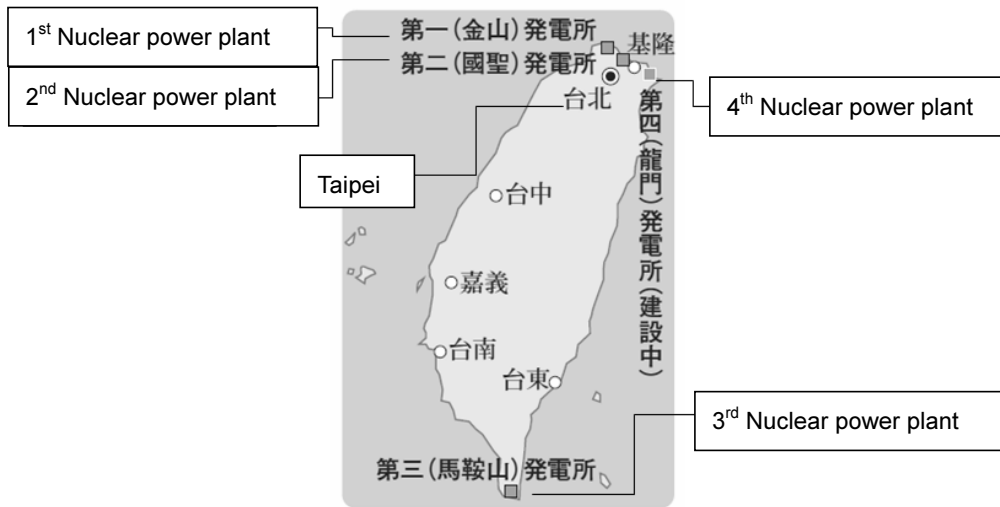 1st Nuclear power plant
第一(金山)発電所
基隆
第二(國聖)発電所
2nd Nuclear power plant
4th Nuclear power plant
台北
第四(龍門)発電所(建設中)
Taipei
台中
嘉義
台南
台東
3rd Nuclear power plant
第三(馬鞍山)発電所